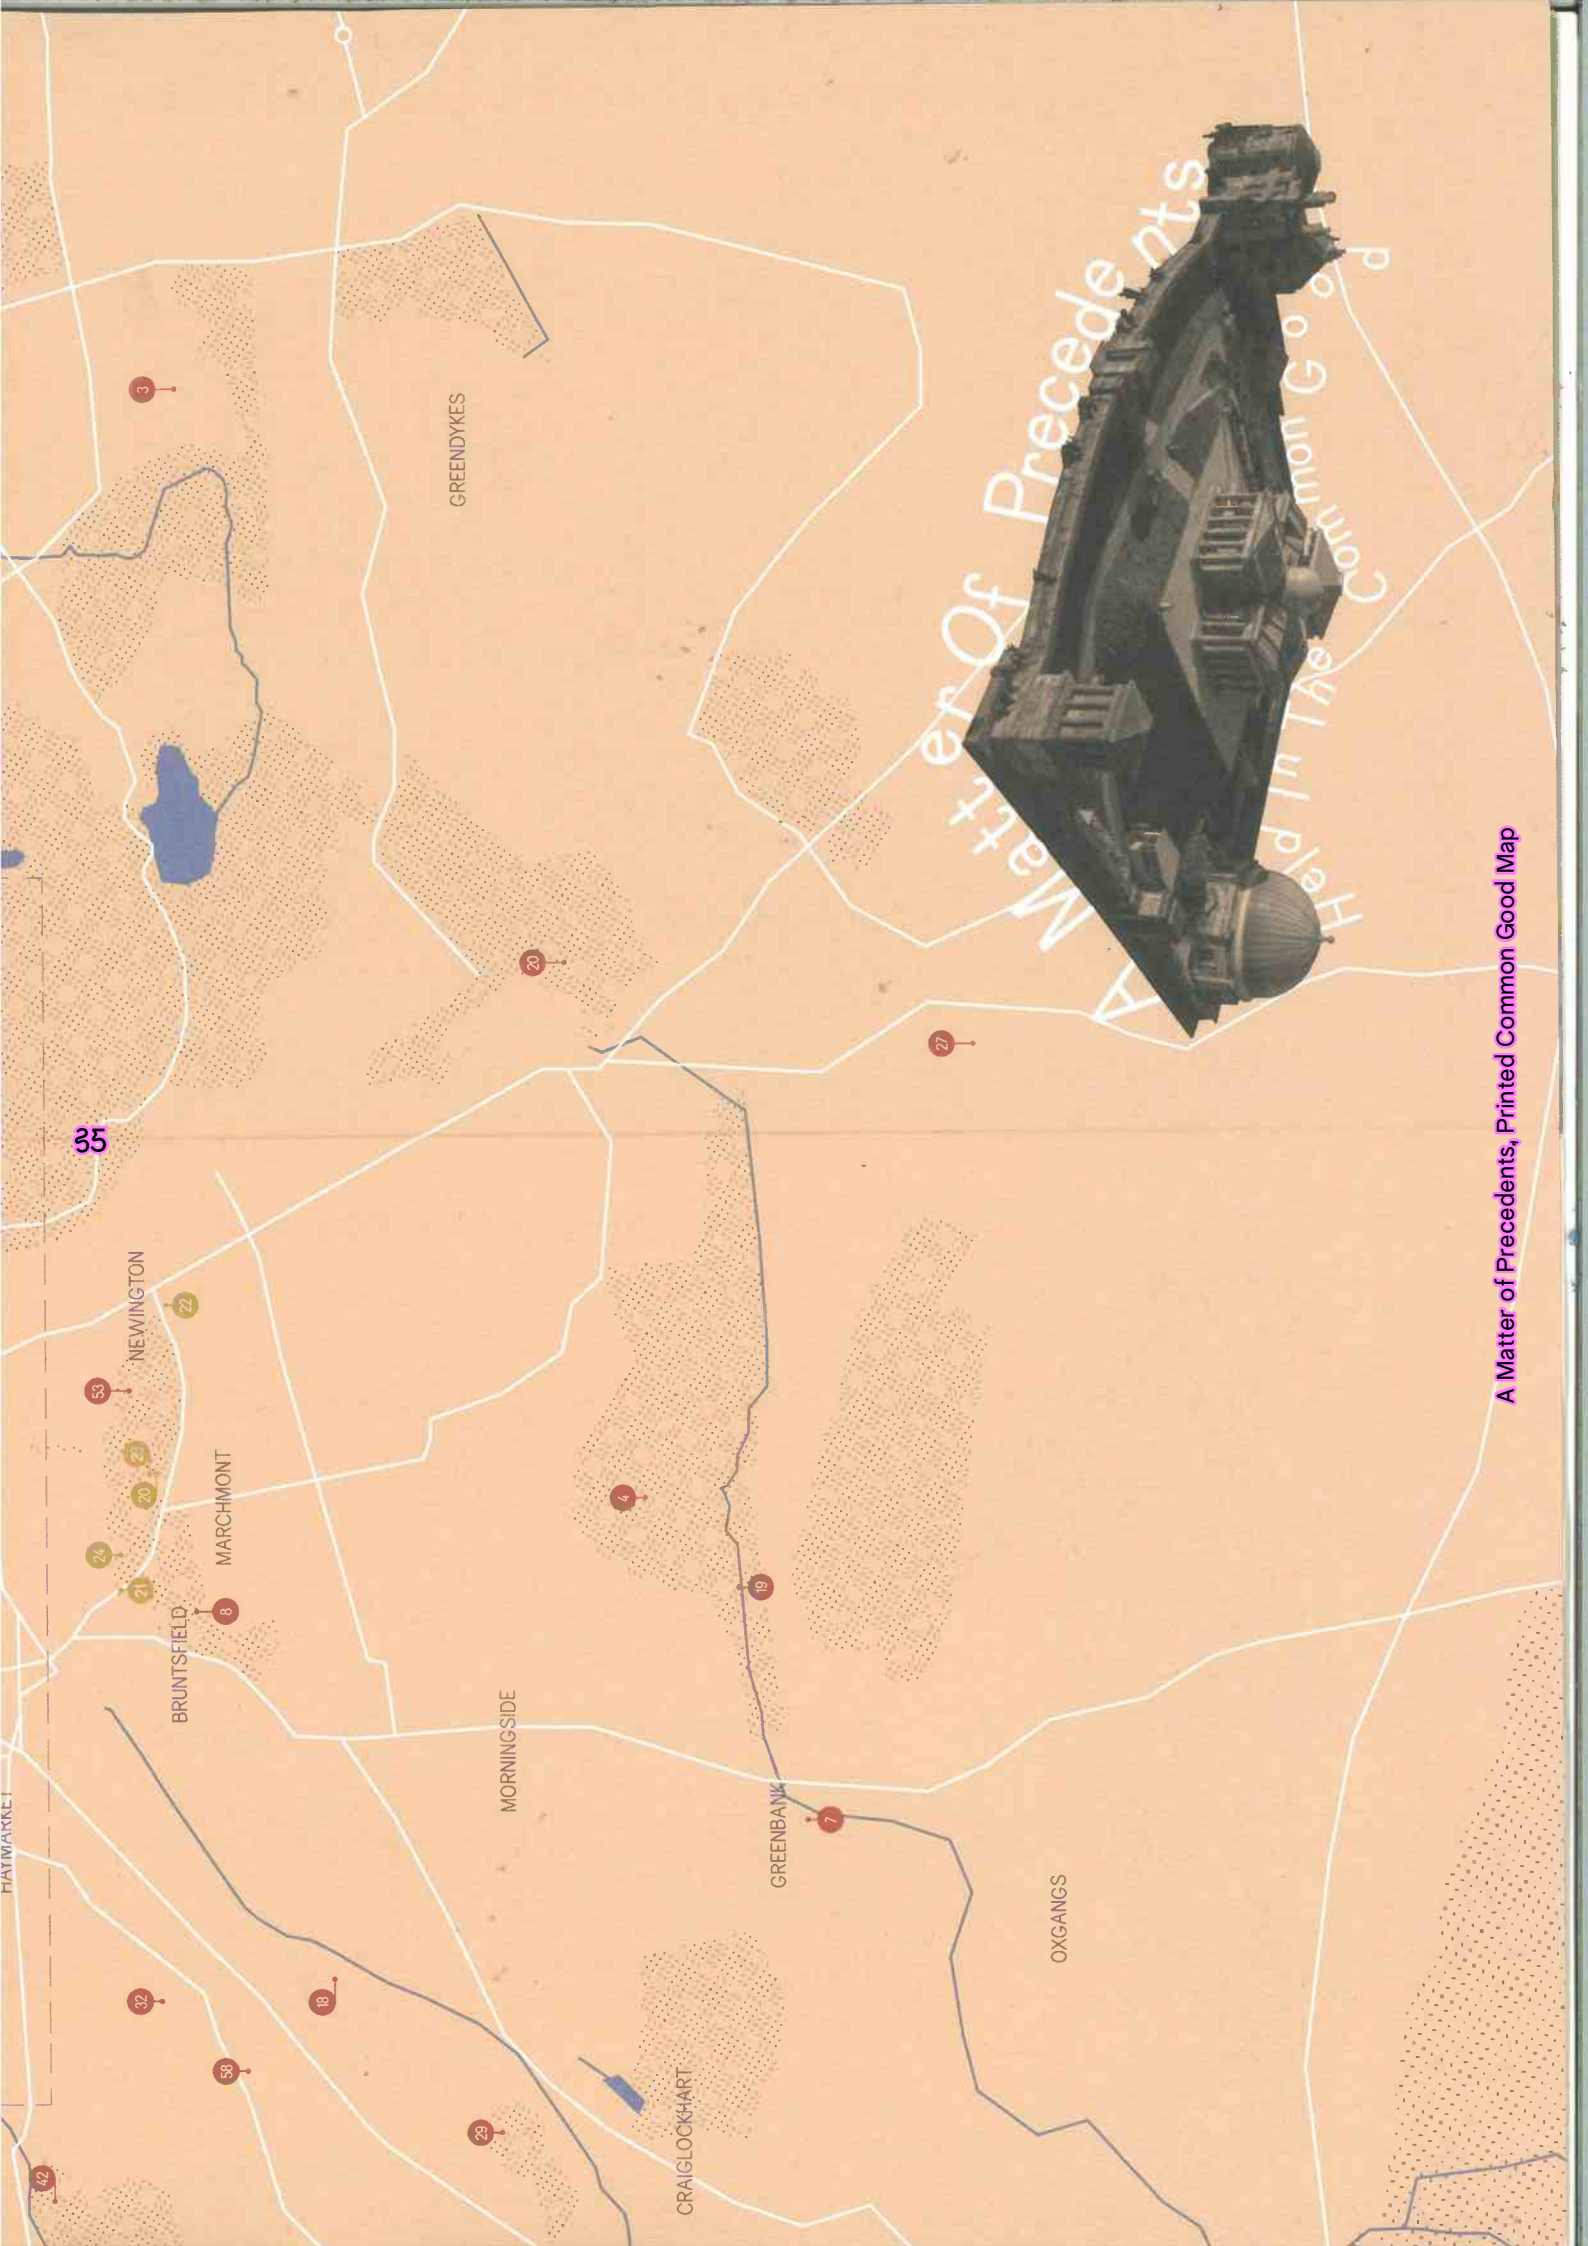 HAYMARKET
42
58
32
18
29
CRAIGLOCKHART
BRUNTSFIELD
MORNINGSIDE
GREENBANK
7
OXGANGS
21
24
20
23
8
MARCHMONT
53
NEWINGTON
22
4
19
35
20
27
3
GREENDYKES
A Matter Of Precedents
Held In The Common Good
A Matter of Precedents, Printed Common Good Map